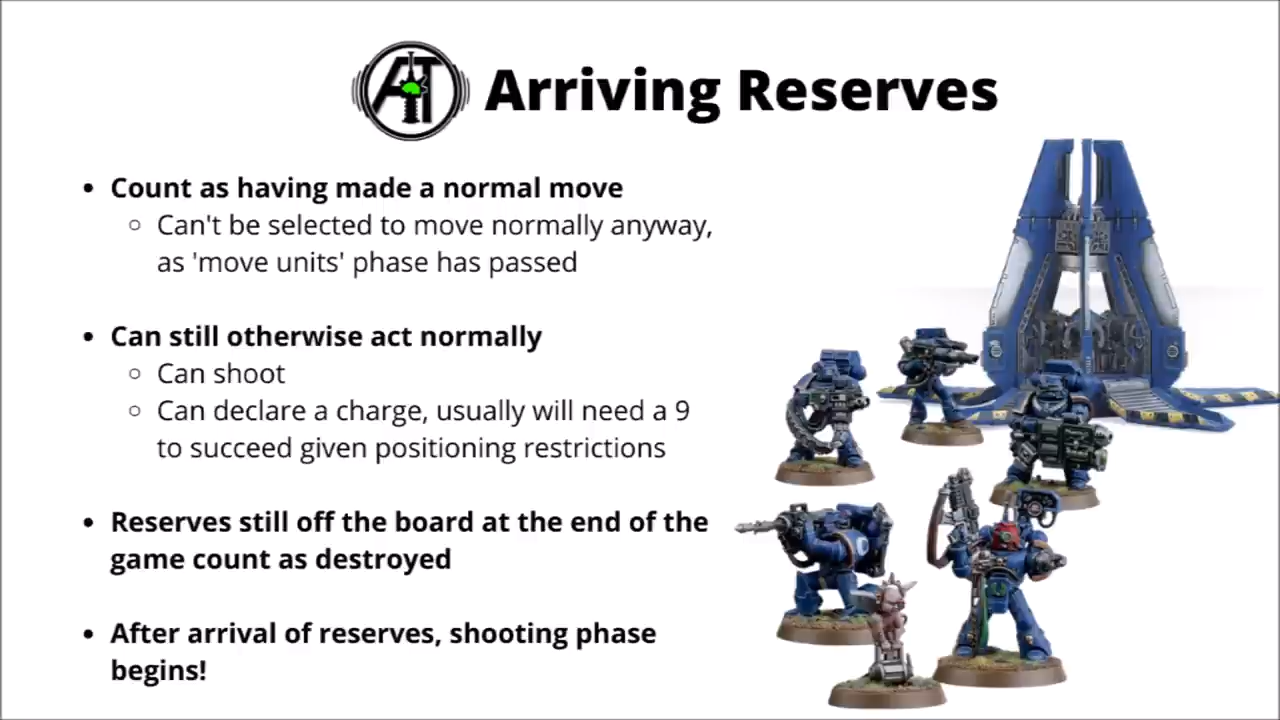 AT
Arriving Reserves
• Count as having made a normal move
○ Can't be selected to move normally anyway,
as 'move units' phase has passed
• Can still otherwise act normally
○ Can shoot
○ Can declare a charge, usually will need a 9
to succeed given positioning restrictions
• Reserves still off the board at the end of the
game count as destroyed
• After arrival of reserves, shooting phase
begins!